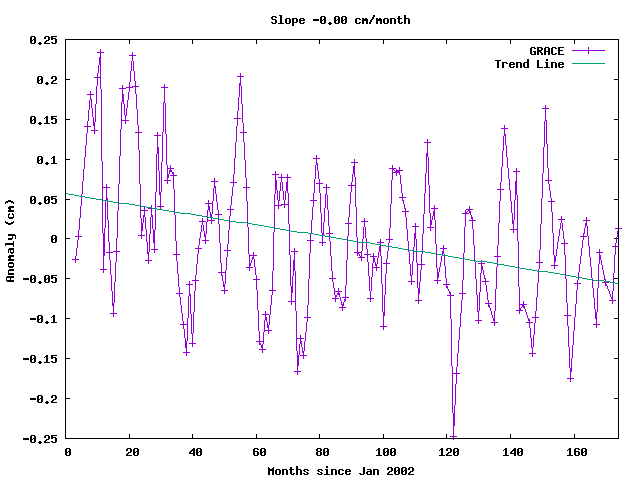 Slope -0.00 cm/month
GRACE
Trend Line
0,25
0,2
0,15
0,1
0,05
0
-0,05
-0,1
-0,15
-0,2
-0,25
Anomaly (cm)
0 20 40 60 80 100 120 140 160
Months since Jan 2002